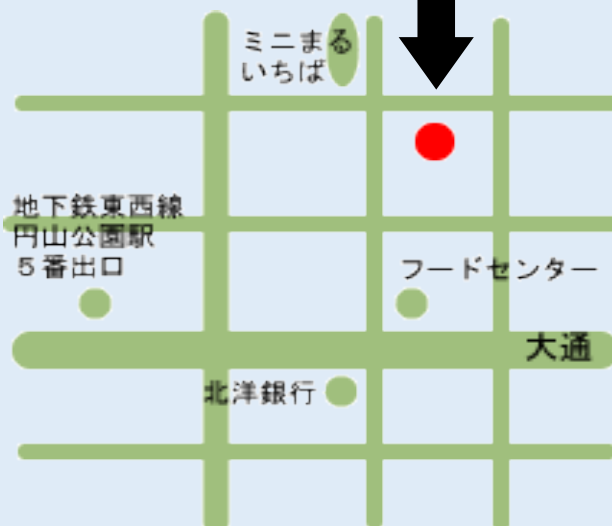 ミニまる
いちば
地下鉄東西線
円山公園駅
5番出口
フードセンター
大通
北洋銀行